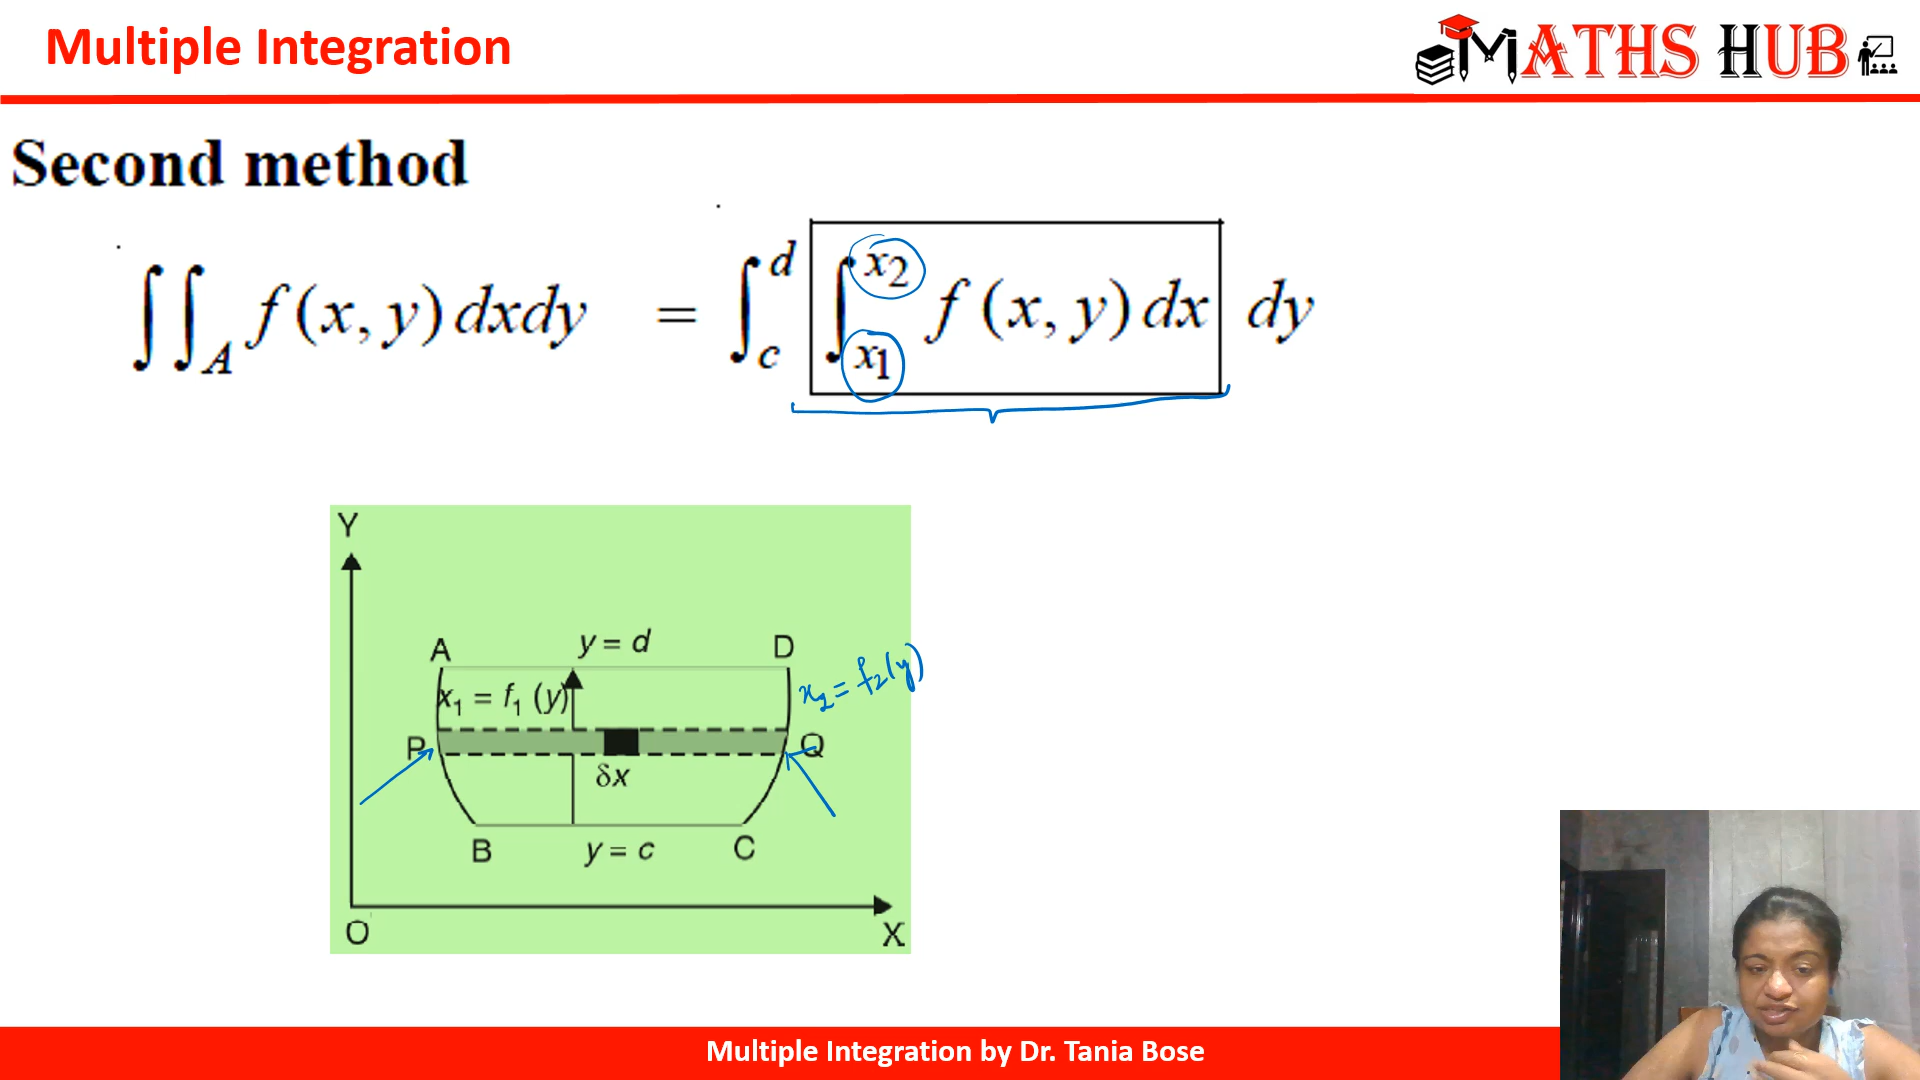 Multiple Integration
MATHS HUB
Second method
∫∫_A f(x, y) dxdy = ∫_c^d ∫_{x1}^{x2} f(x, y) dx dy
Y
A y = d D
x₁ = f₁ (y)
x₂ = f₂(y)
P Q
δx
B y = c C
O X
Multiple Integration by Dr. Tania Bose